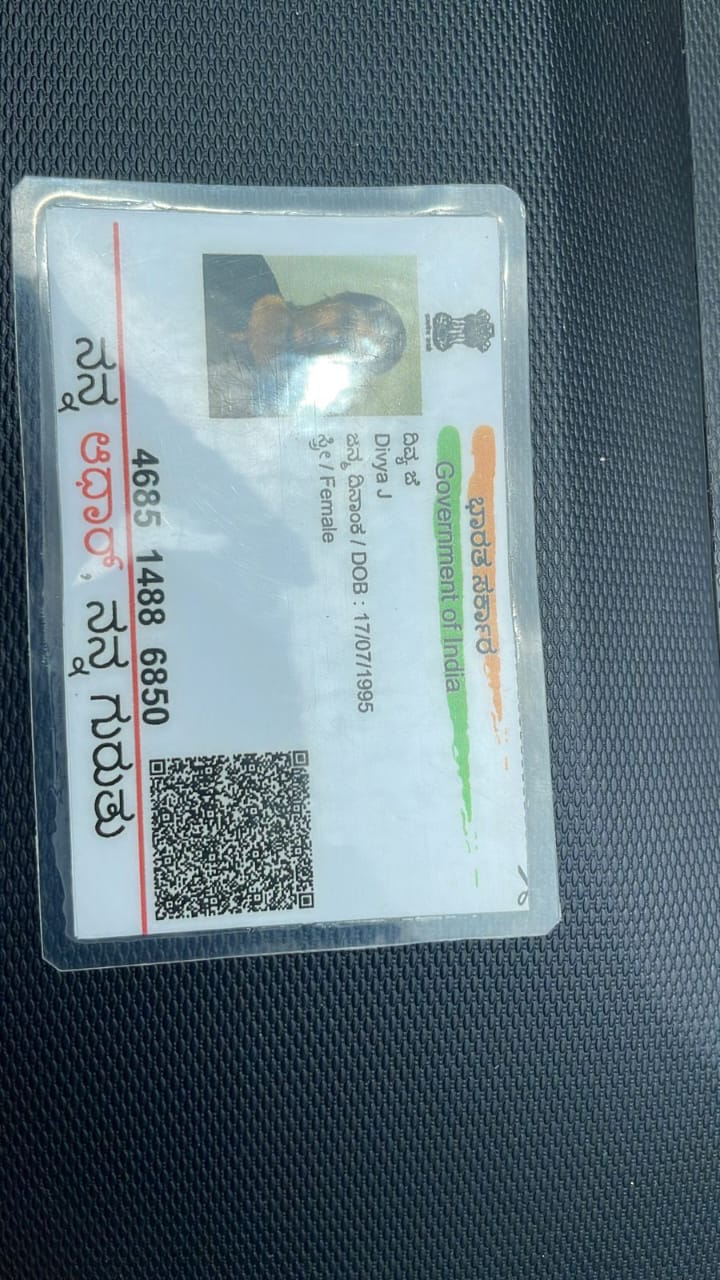 ಭಾರತ ಸರ್ಕಾರ
Government of India
ದಿವ್ಯ ಜೆ
Divya J
ಜನ್ಮ ದಿನಾಂಕ / DOB : 17/07/1995
ಸ್ತ್ರೀ / Female
4685 1488 6850
ನನ್ನ ಆಧಾರ್, ನನ್ನ ಗುರುತು